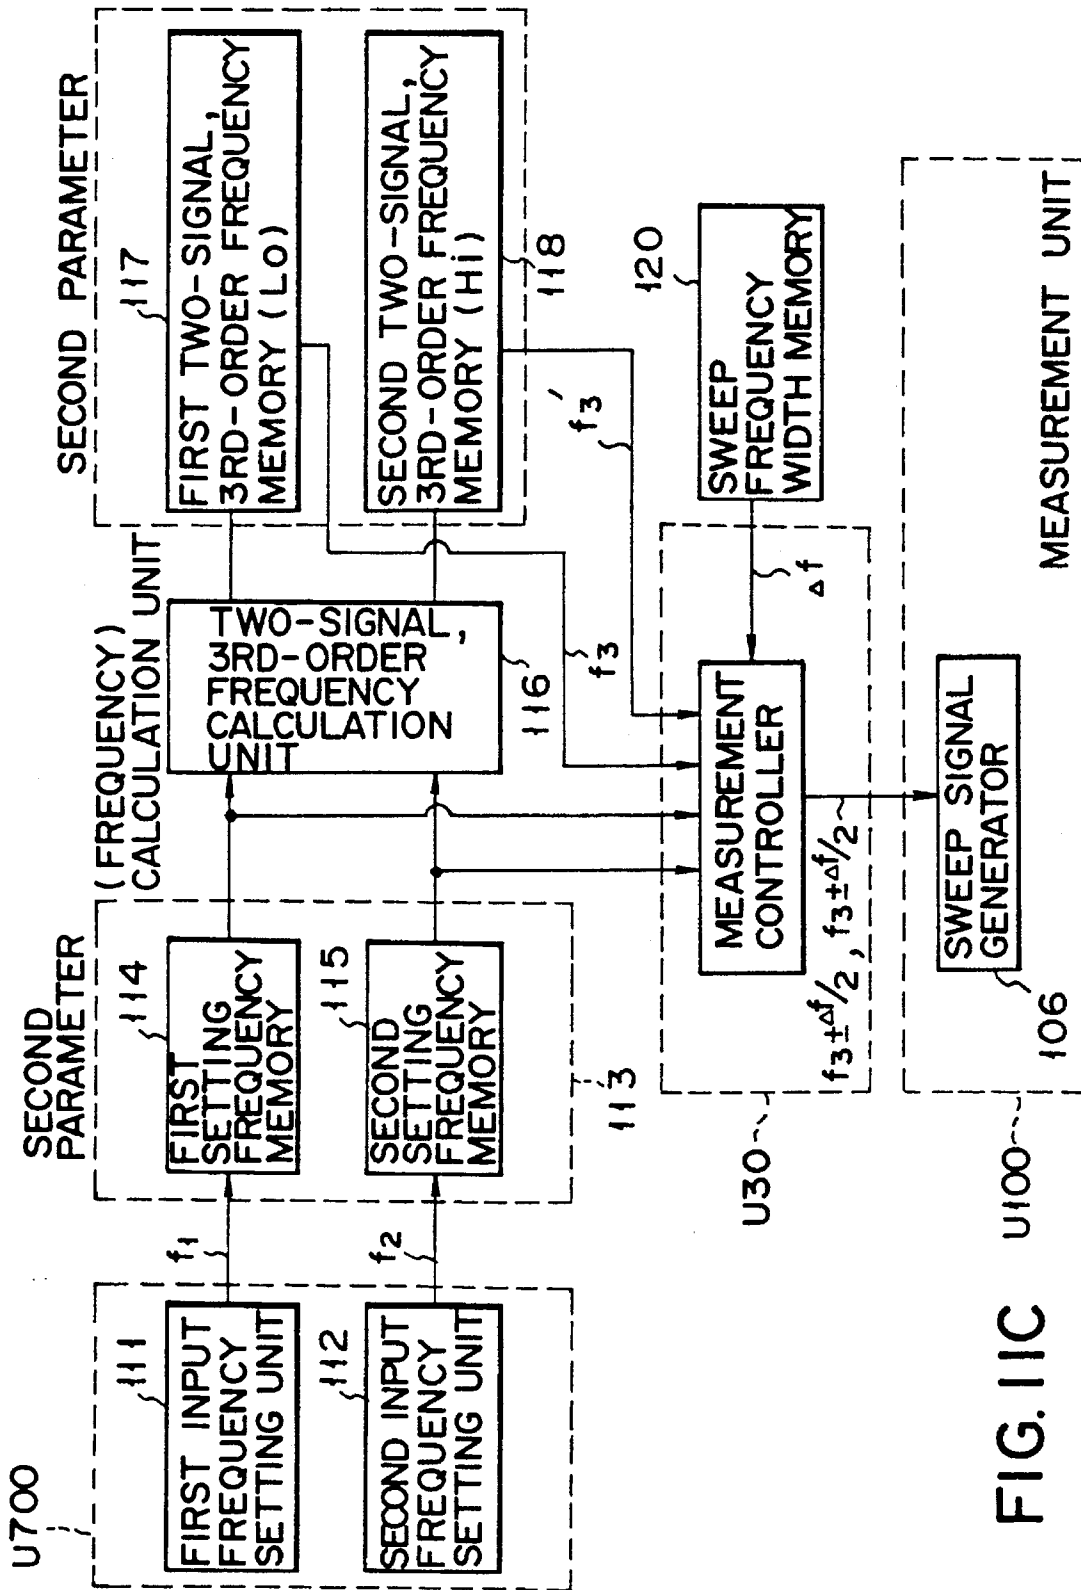 U700
111
FIRST INPUT
FREQUENCY
SETTING UNIT
112
SECOND INPUT
FREQUENCY
SETTING UNIT
f1
f2
SECOND
PARAMETER
114
FIRST
SETTING
FREQUENCY
MEMORY
115
SECOND
SETTING
FREQUENCY
MEMORY
113
(FREQUENCY)
CALCULATION UNIT
TWO-SIGNAL,
3RD-ORDER
FREQUENCY
CALCULATION
UNIT
116
SECOND PARAMETER
117
FIRST TWO-SIGNAL,
3RD-ORDER FREQUENCY
MEMORY (LO)
SECOND TWO-SIGNAL,
3RD-ORDER FREQUENCY
MEMORY (Hi)
118
f3
f3'
120
SWEEP
FREQUENCY
WIDTH MEMORY
Δf
MEASUREMENT
CONTROLLER
U30
f3±Δf/2, f3±Δf/2
SWEEP SIGNAL
GENERATOR
106
MEASUREMENT UNIT
U100
FIG. 11C